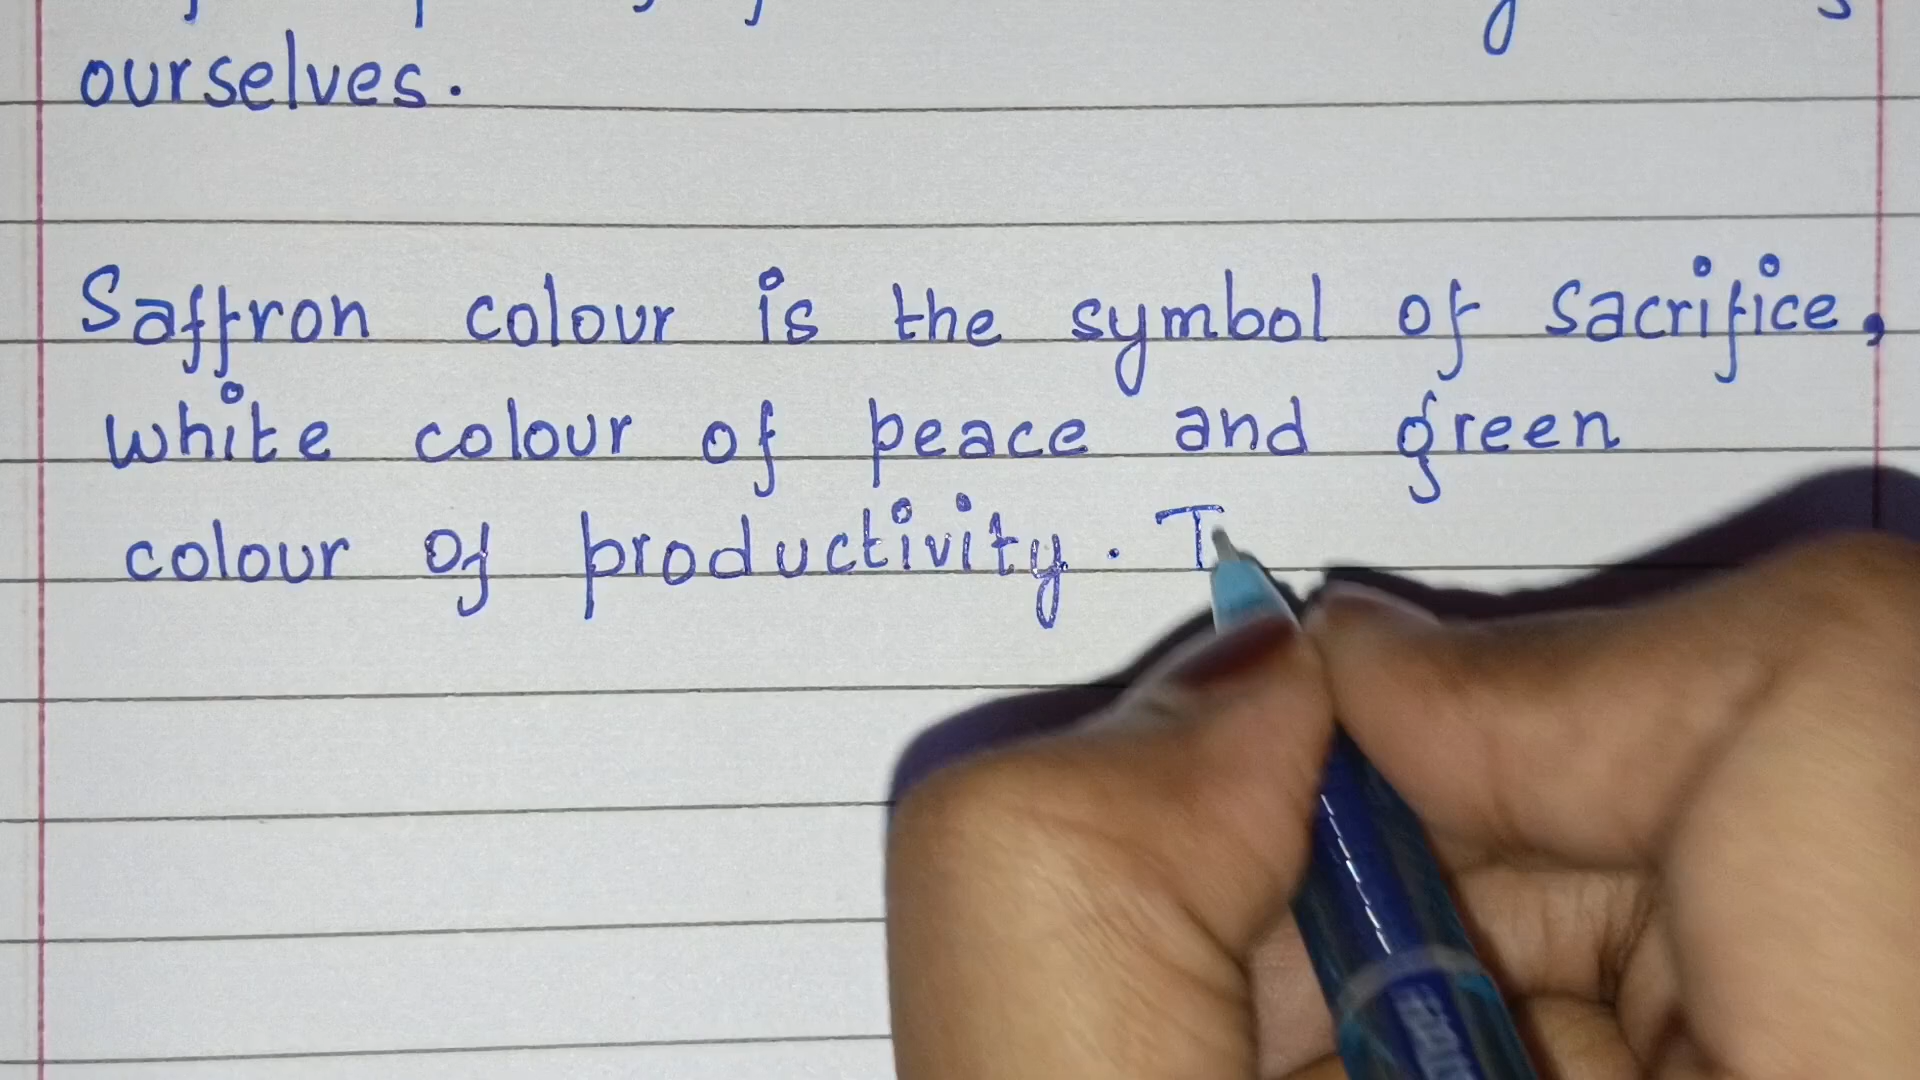 ourselves.
Saffron colour is the symbol of sacrifice,
white colour of peace and green
colour of productivity. T